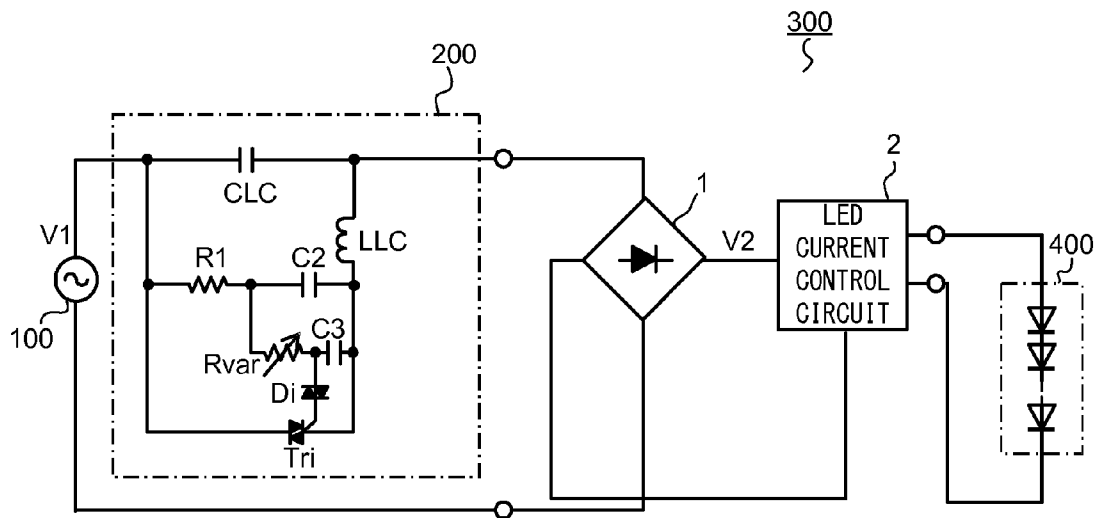 300
200
CLC
1
2
V1
LLC
V2
LED
CURRENT
CONTROL
CIRCUIT
R1
C2
400
100
C3
Rvar
Di
Tri